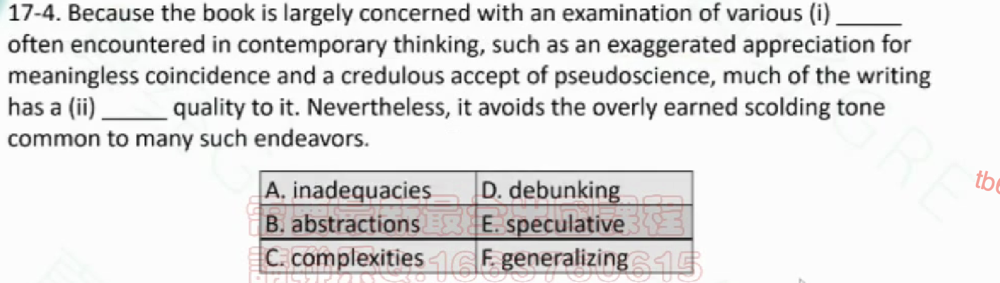 17-4. Because the book is largely concerned with an examination of various (i) _____
often encountered in contemporary thinking, such as an exaggerated appreciation for
meaningless coincidence and a credulous accept of pseudoscience, much of the writing
has a (ii) _____ quality to it. Nevertheless, it avoids the overly earned scolding tone
common to many such endeavors.
A. inadequacies D. debunking
B. abstractions E. speculative
C. complexities F. generalizing